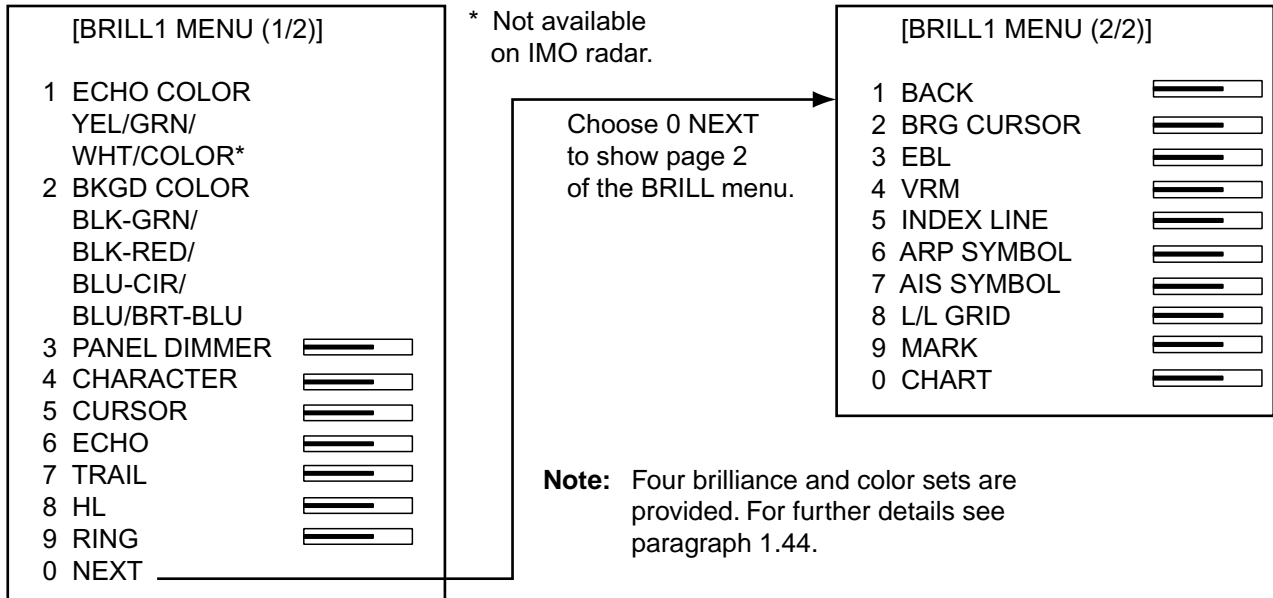 [BRILL1 MENU (1/2)]
1 ECHO COLOR
YEL/GRN/
WHT/COLOR*
2 BKGD COLOR
BLK-GRN/
BLK-RED/
BLU-CIR/
BLU/BRT-BLU
3 PANEL DIMMER
4 CHARACTER
5 CURSOR
6 ECHO
7 TRAIL
8 HL
9 RING
0 NEXT
* Not available
on IMO radar.
Choose 0 NEXT
to show page 2
of the BRILL menu.
[BRILL1 MENU (2/2)]
1 BACK
2 BRG CURSOR
3 EBL
4 VRM
5 INDEX LINE
6 ARP SYMBOL
7 AIS SYMBOL
8 L/L GRID
9 MARK
0 CHART
Note: Four brilliance and color sets are
provided. For further details see
paragraph 1.44.